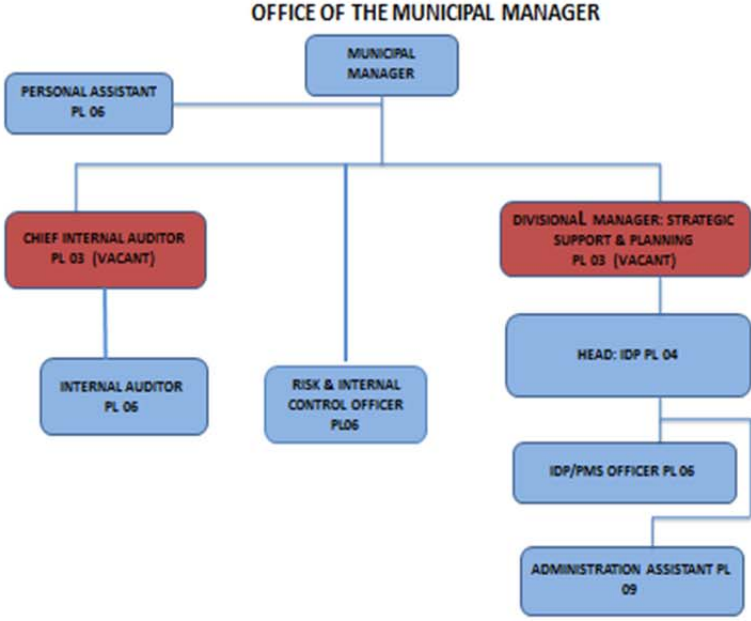 OFFICE OF THE MUNICIPAL MANAGER
MUNICIPAL
MANAGER
PERSONAL ASSISTANT
PL 06
CHIEF INTERNAL AUDITOR
PL 03 (VACANT)
DIVISIONAL MANAGER: STRATEGIC
SUPPORT & PLANNING
PL 03 (VACANT)
HEAD: IDP PL 04
INTERNAL AUDITOR
PL 06
RISK & INTERNAL
CONTROL OFFICER
PL06
IDP/PMS OFFICER PL 06
ADMINISTRATION ASSISTANT PL
09